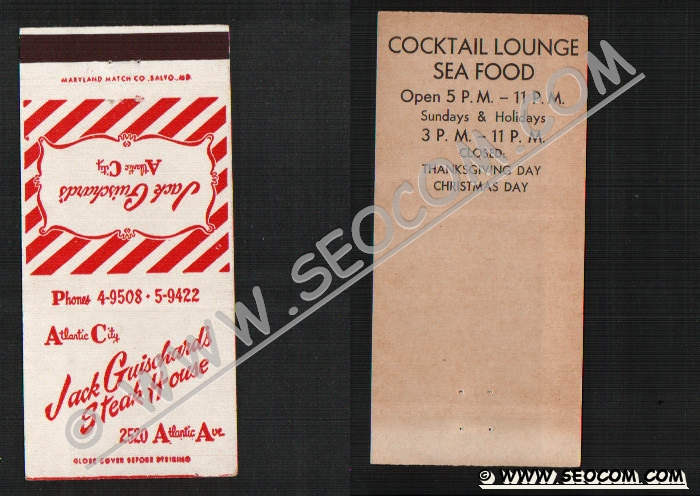 MARYLAND MATCH CO., BALTO., MD.
Jack Guischard's
Atlantic City
Phones 4-9508 • 5-9422
Atlantic City
Jack Guischard's
Steak House
2520 Atlantic Ave.
CLOSE COVER BEFORE STRIKING
COCKTAIL LOUNGE
SEA FOOD
Open 5 P. M. – 11 P. M.
Sundays & Holidays
3 P. M. – 11 P. M.
CLOSED:
THANKSGIVING DAY
CHRISTMAS DAY
© WWW.SEOCOM.COM
© WWW.SEOCOM.COM